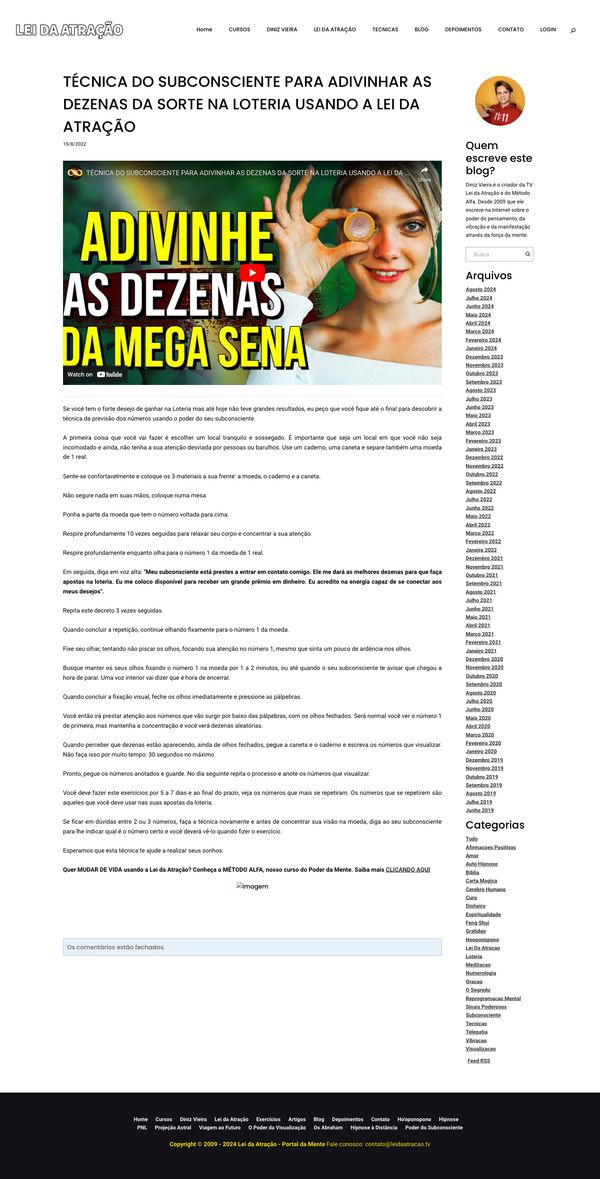 LEI DA ATRAÇÃO
Home CURSOS DINIZ VIEIRA LEI DA ATRAÇÃO TECNICAS BLOG DEPOIMENTOS CONTATO LOGIN
TÉCNICA DO SUBCONSCIENTE PARA ADIVINHAR AS
DEZENAS DA SORTE NA LOTERIA USANDO A LEI DA
ATRAÇÃO
19/8/2022
TÉCNICA DO SUBCONSCIENTE PARA ADIVINHAR AS DEZENAS DA SORTE NA LOTERIA USANDO A LEI DA ...
Share
ADIVINHE
AS DEZENAS
DA MEGA SENA
Watch on YouTube
Se você tem o forte desejo de ganhar na Loteria mas até hoje não teve grandes resultados, eu peço que você fique até o final para descobrir a
técnica da previsão dos números usando o poder do seu subconsciente.
A primeira coisa que você vai fazer é escolher um local tranquilo e sossegado. É importante que seja um local em que você não seja
incomodado e ainda, não tenha a sua atenção desviada por pessoas ou barulhos. Use um caderno, uma caneta e separe também uma moeda
de 1 real.
Sente-se confortavelmente e coloque os 3 materiais a sua frente: a moeda, o caderno e a caneta.
Não segure nada em suas mãos, coloque numa mesa.
Ponha a parte da moeda que tem o número voltada para cima.
Respire profundamente 10 vezes seguidas para relaxar seu corpo e concentrar a sua atenção.
Respire profundamente enquanto olha para o número 1 da moeda de 1 real.
Em seguida, diga em voz alta: "Meu subconsciente está prestes a entrar em contato comigo. Ele me dará as melhores dezenas para que faça
apostas na loteria. Eu me coloco disponível para receber um grande prêmio em dinheiro. Eu acredito na energia capaz de se conectar aos
meus desejos".
Repita este decreto 3 vezes seguidas.
Quando concluir a repetição, continue olhando fixamente para o número 1 da moeda.
Fixe seu olhar, tentando não piscar os olhos, focando sua atenção no número 1, mesmo que sinta um pouco de ardência nos olhos.
Busque manter os seus olhos fixando o número 1 na moeda por 1 a 2 minutos, ou até quando o seu subconsciente te avisar que chegou a
hora de parar. Uma voz interior vai dizer que é hora de encerrar.
Quando concluir a fixação visual, feche os olhos imediatamente e pressione as pálpebras.
Você então irá prestar atenção aos números que vão surgir por baixo das pálpebras, com os olhos fechados. Será normal você ver o número 1
de primeira, mas mantenha a concentração e você verá dezenas aleatórias.
Quando perceber que dezenas estão aparecendo, ainda de olhos fechados, pegue a caneta e o caderno e escreva os números que visualizar.
Não faça isso por muito tempo: 30 segundos no máximo.
Pronto, pegue os números anotados e guarde. No dia seguinte repita o processo e anote os números que visualizar.
Você deve fazer este exercícios por 5 a 7 dias e ao final do prazo, veja os números que mais se repetiram. Os números que se repetirem são
aqueles que você deve usar nas suas apostas da loteria.
Se ficar em dúvidas entre 2 ou 3 números, faça a técnica novamente e antes de concentrar sua visão na moeda, diga ao seu subconsciente
para lhe indicar qual é o número certo e você deverá vê-lo quando fizer o exercício.
Esperamos que esta técnica te ajude a realizar seus sonhos.
Quer MUDAR DE VIDA usando a Lei da Atração? Conheça o MÉTODO ALFA, nosso curso do Poder da Mente. Saiba mais CLICANDO AQUI
Imagem
Os comentários estão fechados.
11:11
Quem
escreve este
blog?
Diniz Vieira é o criador da TV
Lei da Atração e do Método
Alfa. Desde 2009 que ele
escreve na Internet sobre o
poder do pensamento, da
vibração e da manifestação
através da força da mente.
Busca
Arquivos
Agosto 2024
Julho 2024
Junho 2024
Maio 2024
Abril 2024
Março 2024
Fevereiro 2024
Janeiro 2024
Dezembro 2023
Novembro 2023
Outubro 2023
Setembro 2023
Agosto 2023
Julho 2023
Junho 2023
Maio 2023
Abril 2023
Março 2023
Fevereiro 2023
Janeiro 2023
Dezembro 2022
Novembro 2022
Outubro 2022
Setembro 2022
Agosto 2022
Julho 2022
Junho 2022
Maio 2022
Abril 2022
Março 2022
Fevereiro 2022
Janeiro 2022
Dezembro 2021
Novembro 2021
Outubro 2021
Setembro 2021
Agosto 2021
Julho 2021
Junho 2021
Maio 2021
Abril 2021
Março 2021
Fevereiro 2021
Janeiro 2021
Dezembro 2020
Novembro 2020
Outubro 2020
Setembro 2020
Agosto 2020
Julho 2020
Junho 2020
Maio 2020
Abril 2020
Março 2020
Fevereiro 2020
Janeiro 2020
Dezembro 2019
Novembro 2019
Outubro 2019
Setembro 2019
Agosto 2019
Julho 2019
Junho 2019
Categorias
Tudo
Afirmacoes Positivas
Amor
Auto Hipnose
Bíblia
Carta Magica
Cerebro Humano
Cura
Dinheiro
Espiritualidade
Feng Shui
Gratidao
Hooponopono
Lei Da Atracao
Loteria
Meditacao
Numerologia
Oracao
O Segredo
Reprogramacao Mental
Sinais Poderosos
Subconsciente
Tecnicas
Telepatia
Vibracao
Visualizacao
Feed RSS
Home Cursos Diniz Vieira Lei da Atração Exercícios Artigos Blog Depoimentos Contato Ho'oponopono Hipnose
PNL Projeção Astral Viagem ao Futuro O Poder da Visualização Os Abraham Hipnose à Distância Poder do Subconsciente
Copyright © 2009 - 2024 Lei da Atração - Portal da Mente Fale conosco: contato@leidaatracao.tv